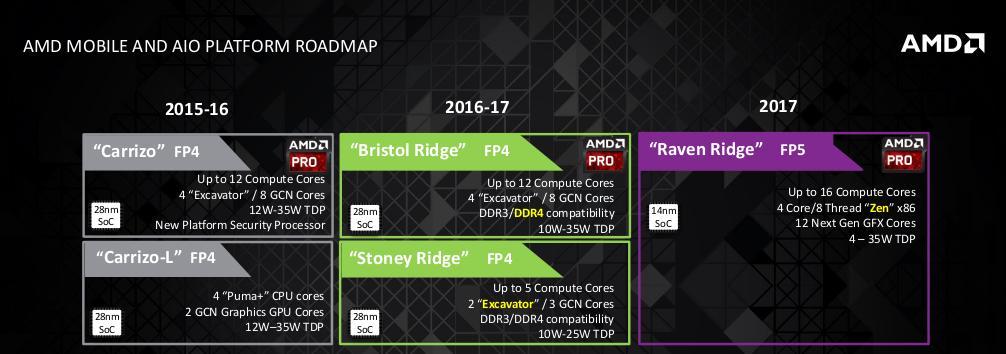 AMD MOBILE AND AIO PLATFORM ROADMAP
AMD
2015-16
2016-17
2017
“Carrizo” FP4
AMD
PRO
Up to 12 Compute Cores
4 “Excavator” / 8 GCN Cores
12W-35W TDP
New Platform Security Processor
28nm
SoC
“Bristol Ridge” FP4
AMD
PRO
Up to 12 Compute Cores
4 “Excavator” / 8 GCN Cores
DDR3/DDR4 compatibility
10W-35W TDP
28nm
SoC
“Raven Ridge” FP5
AMD
PRO
Up to 16 Compute Cores
4 Core/8 Thread “Zen” x86
12 Next Gen GFX Cores
4 – 35W TDP
14nm
SoC
“Carrizo-L” FP4
4 “Puma+” CPU cores
2 GCN Graphics GPU Cores
12W–35W TDP
28nm
SoC
“Stoney Ridge” FP4
Up to 5 Compute Cores
2 “Excavator” / 3 GCN Cores
DDR3/DDR4 compatibility
10W-25W TDP
28nm
SoC